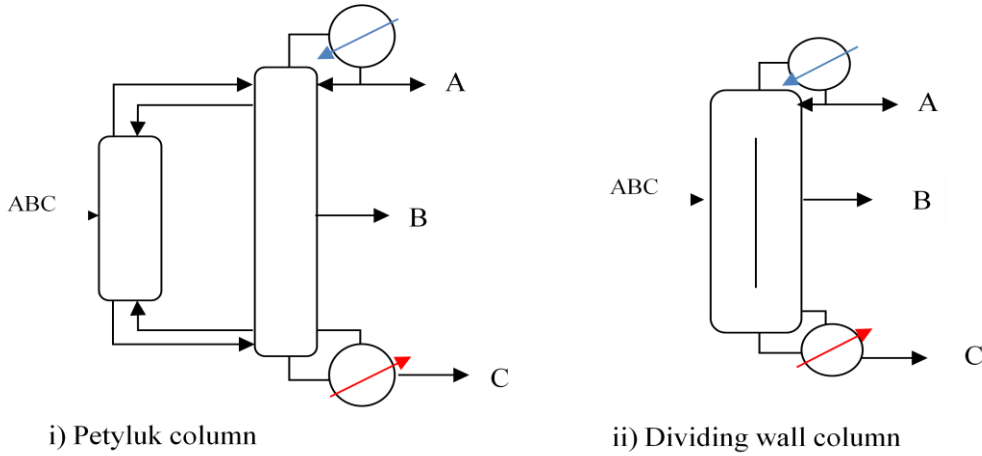 A
ABC
B
C
i) Petyluk column
A
ABC
B
C
ii) Dividing wall column